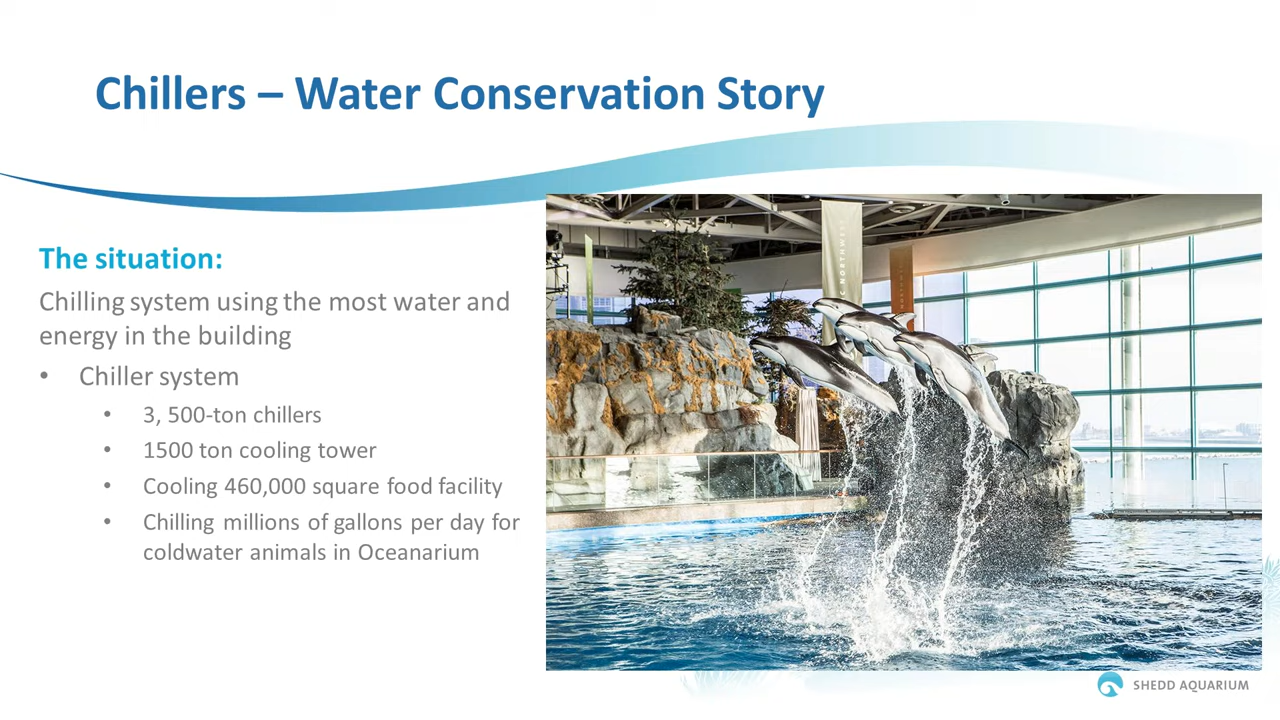 Chillers – Water Conservation Story
The situation:
Chilling system using the most water and
energy in the building
• Chiller system
• 3, 500-ton chillers
• 1500 ton cooling tower
• Cooling 460,000 square food facility
• Chilling millions of gallons per day for
coldwater animals in Oceanarium
SHEDD AQUARIUM